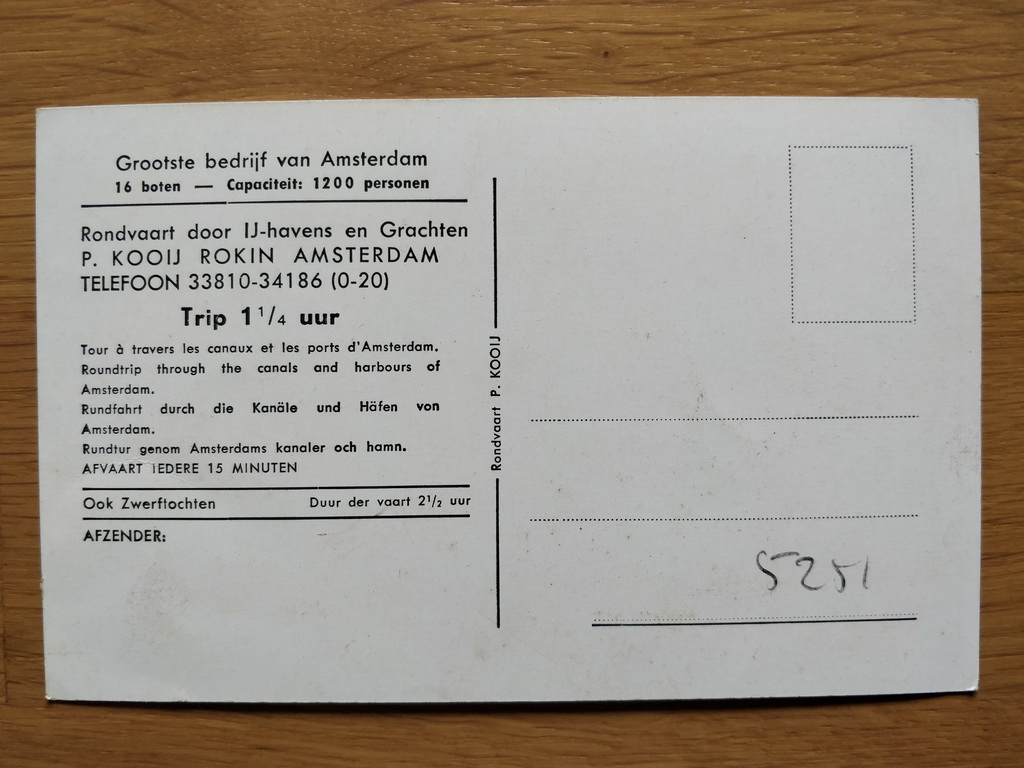 Grootste bedrijf van Amsterdam
16 boten — Capaciteit: 1200 personen
Rondvaart door IJ-havens en Grachten
P. KOOIJ ROKIN AMSTERDAM
TELEFOON 33810-34186 (0-20)
Trip 1 1/4 uur
Tour à travers les canaux et les ports d'Amsterdam.
Roundtrip through the canals and harbours of
Amsterdam.
Rundfahrt durch die Kanäle und Häfen von
Amsterdam.
Rundtur genom Amsterdams kanaler och hamn.
AFVAART IEDERE 15 MINUTEN
Ook Zwerftochten Duur der vaart 2 1/2 uur
AFZENDER:
Rondvaart P. KOOIJ
5251